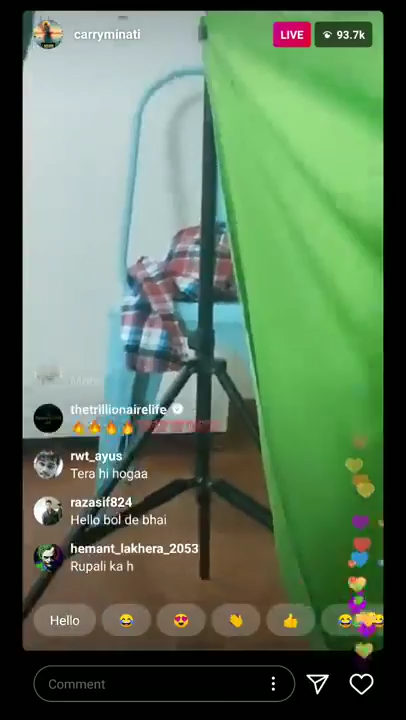 carryminati
LIVE
93.7k
thetrillionairelife
🔥🔥🔥🔥
rwt_ayus
Tera hi hogaa
razasif824
Hello bol de bhai
hemant_lakhera_2053
Rupali ka h
Hello
Comment